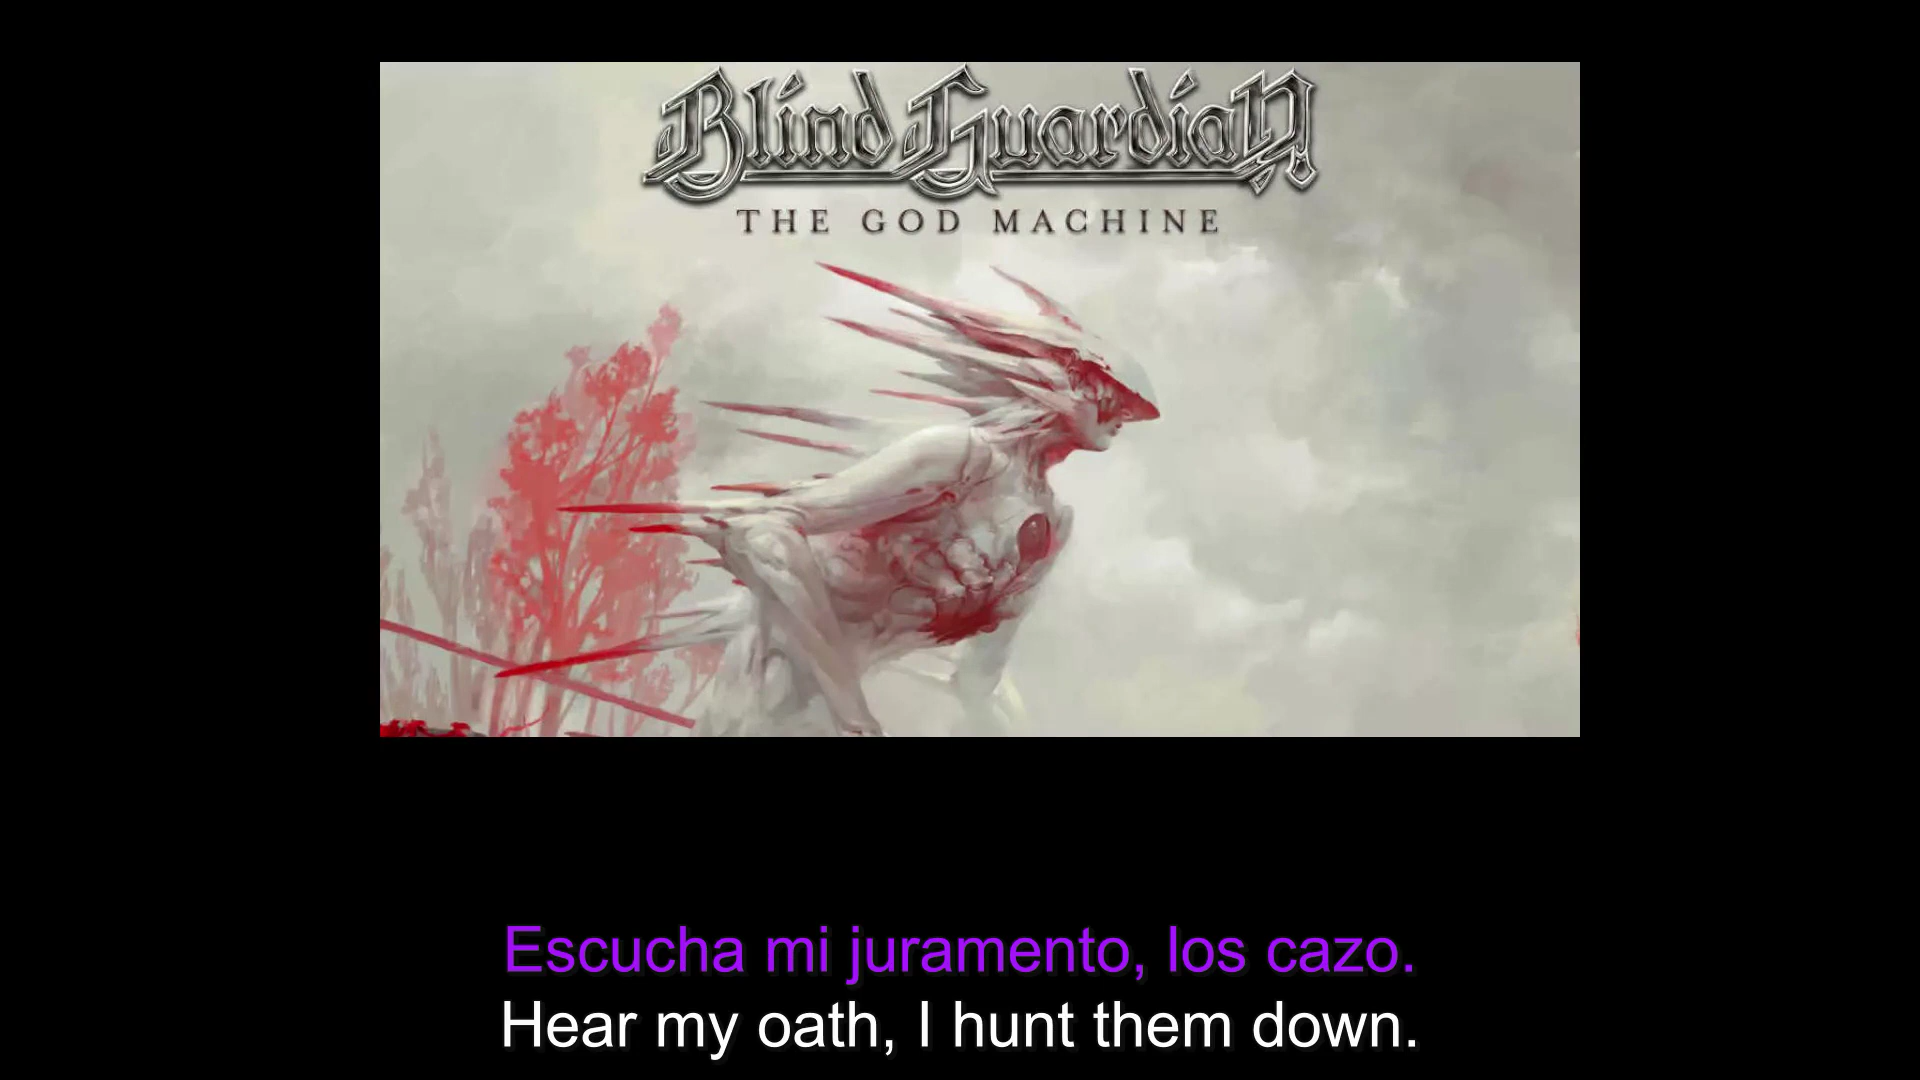 Blind Guardian
THE GOD MACHINE
Escucha mi juramento, los cazo.
Hear my oath, I hunt them down.